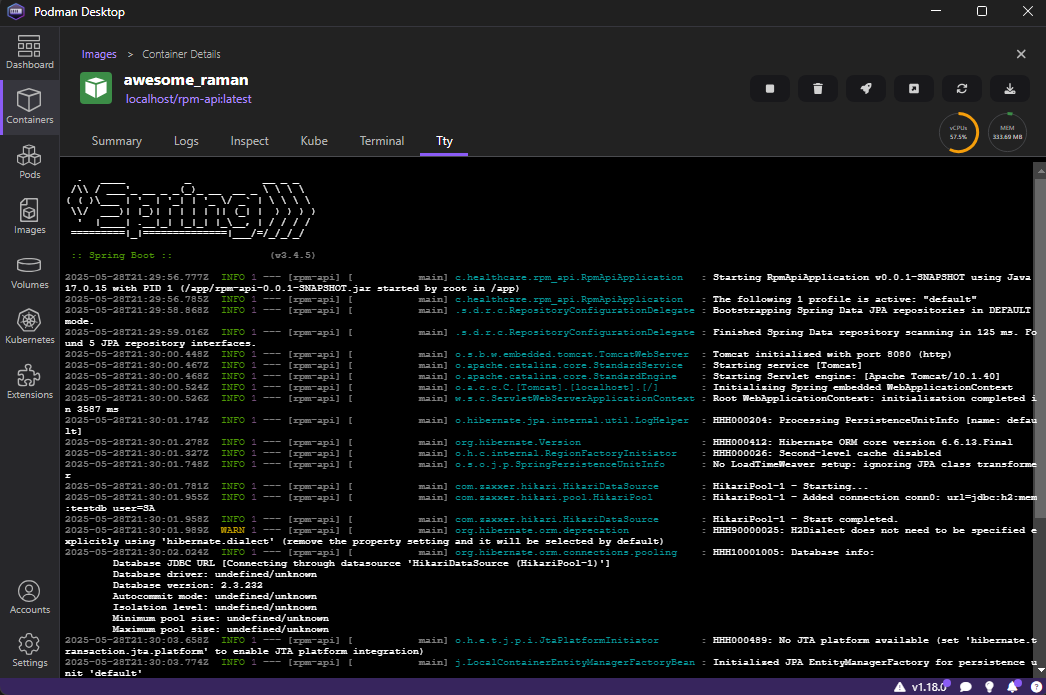 Podman Desktop
Dashboard
Containers
Pods
Images
Volumes
Kubernetes
Extensions
Accounts
Settings
Images > Container Details
awesome_raman
localhost/rpm-api:latest
Summary Logs Inspect Kube Terminal Tty
vCPUs
57.5%
MEM
333.69 MB
Spring
:: Spring Boot :: (v3.4.5)
2025-05-28T21:29:56.777Z INFO 1 --- [rpm-api] [ main] c.healthcare.rpm_api.RpmApiApplication : Starting RpmApiApplication v0.0.1-SNAPSHOT using Java
17.0.15 with PID 1 (/app/rpm-api-0.0.1-SNAPSHOT.jar started by root in /app)
2025-05-28T21:29:56.785Z INFO 1 --- [rpm-api] [ main] c.healthcare.rpm_api.RpmApiApplication : The following 1 profile is active: "default"
2025-05-28T21:29:58.868Z INFO 1 --- [rpm-api] [ main] .s.d.r.c.RepositoryConfigurationDelegate : Bootstrapping Spring Data JPA repositories in DEFAULT
mode.
2025-05-28T21:29:59.016Z INFO 1 --- [rpm-api] [ main] .s.d.r.c.RepositoryConfigurationDelegate : Finished Spring Data repository scanning in 125 ms. Fo
und 5 JPA repository interfaces.
2025-05-28T21:30:00.448Z INFO 1 --- [rpm-api] [ main] o.s.b.w.embedded.tomcat.TomcatWebServer : Tomcat initialized with port 8080 (http)
2025-05-28T21:30:00.467Z INFO 1 --- [rpm-api] [ main] o.apache.catalina.core.StandardService : Starting service [Tomcat]
2025-05-28T21:30:00.468Z INFO 1 --- [rpm-api] [ main] o.apache.catalina.core.StandardEngine : Starting Servlet engine: [Apache Tomcat/10.1.40]
2025-05-28T21:30:00.524Z INFO 1 --- [rpm-api] [ main] o.a.c.c.C.[Tomcat].[localhost].[/] : Initializing Spring embedded WebApplicationContext
2025-05-28T21:30:00.526Z INFO 1 --- [rpm-api] [ main] w.s.c.ServletWebServerApplicationContext : Root WebApplicationContext: initialization completed i
n 3587 ms
2025-05-28T21:30:01.174Z INFO 1 --- [rpm-api] [ main] o.hibernate.jpa.internal.util.LogHelper : HHH000204: Processing PersistenceUnitInfo [name: defau
lt]
2025-05-28T21:30:01.278Z INFO 1 --- [rpm-api] [ main] org.hibernate.Version : HHH000412: Hibernate ORM core version 6.6.13.Final
2025-05-28T21:30:01.327Z INFO 1 --- [rpm-api] [ main] o.h.c.internal.RegionFactoryInitiator : HHH000026: Second-level cache disabled
2025-05-28T21:30:01.748Z INFO 1 --- [rpm-api] [ main] o.s.o.j.p.SpringPersistenceUnitInfo : No LoadTimeWeaver setup: ignoring JPA class transforme
r
2025-05-28T21:30:01.781Z INFO 1 --- [rpm-api] [ main] com.zaxxer.hikari.HikariDataSource : HikariPool-1 - Starting...
2025-05-28T21:30:01.955Z INFO 1 --- [rpm-api] [ main] com.zaxxer.hikari.pool.HikariPool : HikariPool-1 - Added connection conn0: url=jdbc:h2:mem
:testdb user=SA
2025-05-28T21:30:01.958Z INFO 1 --- [rpm-api] [ main] com.zaxxer.hikari.HikariDataSource : HikariPool-1 - Start completed.
2025-05-28T21:30:01.989Z WARN 1 --- [rpm-api] [ main] org.hibernate.orm.deprecation : HHH90000025: H2Dialect does not need to be specified e
xplicitly using 'hibernate.dialect' (remove the property setting and it will be selected by default)
2025-05-28T21:30:02.024Z INFO 1 --- [rpm-api] [ main] org.hibernate.orm.connections.pooling : HHH10001005: Database info:
Database JDBC URL [Connecting through datasource 'HikariDataSource (HikariPool-1)']
Database driver: undefined/unknown
Database version: 2.3.232
Autocommit mode: undefined/unknown
Isolation level: undefined/unknown
Minimum pool size: undefined/unknown
Maximum pool size: undefined/unknown
2025-05-28T21:30:03.658Z INFO 1 --- [rpm-api] [ main] o.h.e.t.j.p.i.JtaPlatformInitiator : HHH000489: No JTA platform available (set 'hibernate.t
ransaction.jta.platform' to enable JTA platform integration)
2025-05-28T21:30:03.774Z INFO 1 --- [rpm-api] [ main] j.LocalContainerEntityManagerFactoryBean : Initialized JPA EntityManagerFactory for persistence u
nit 'default'
v1.18.0